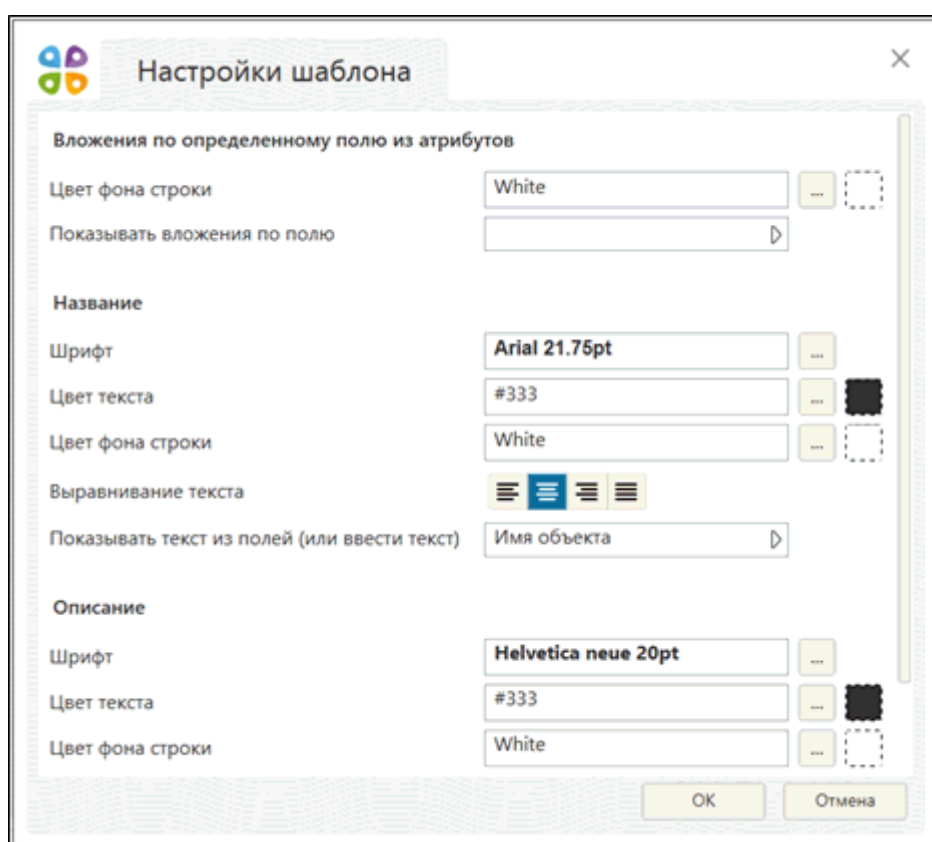 Настройки шаблона
Вложения по определенному полю из атрибутов
Цвет фона строки White ...
Показывать вложения по полю
Название
Шрифт Arial 21.75pt ...
Цвет текста #333 ...
Цвет фона строки White ...
Выравнивание текста
Показывать текст из полей (или ввести текст) Имя объекта
Описание
Шрифт Helvetica neue 20pt ...
Цвет текста #333 ...
Цвет фона строки White ...
ОК Отмена